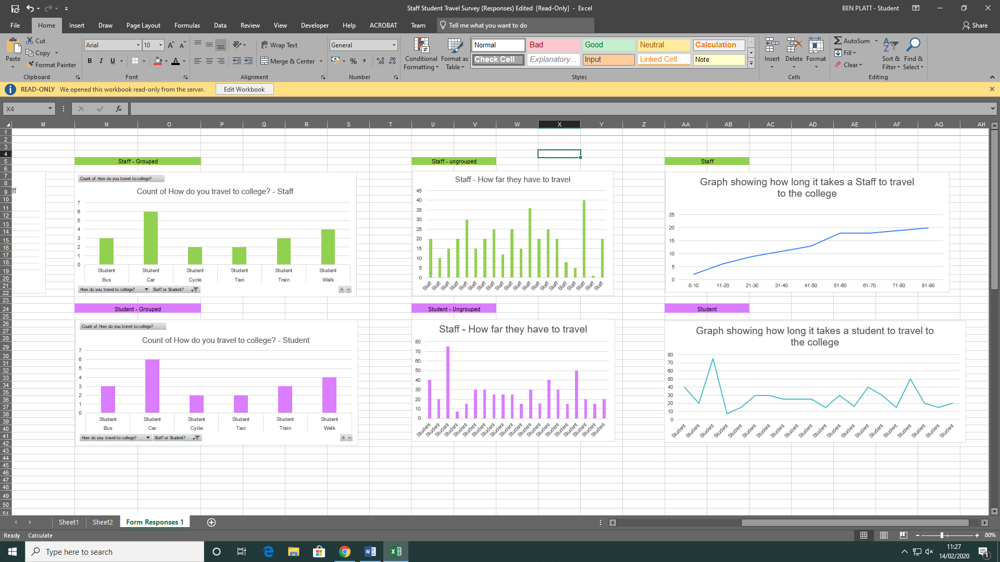 Staff Student Travel Survey (Responses) Edited [Read-Only] - Excel
BEN PLATT - Student
File Home Insert Draw Page Layout Formulas Data Review View Developer Help ACROBAT Team Tell me what you want to do Share
Paste
Cut
Copy
Format Painter
Clipboard
Arial 10
B I U A
Font
Wrap Text
Merge & Center
Alignment
General
%
Number
Conditional Formatting
Format as Table
Normal Bad Good Neutral Calculation
Check Cell Explanatory... Input Linked Cell Note
Styles
Insert Delete Format
Cells
AutoSum
Fill
Clear
Sort & Filter
Find & Select
Editing
READ-ONLY We opened this workbook read-only from the server. Edit Workbook
X4
fx
M N O P Q R S T U V W X Y Z AA AB AC AD AE AF AG AH
1
2
3
4
5
6
7
8
9
10
11
12
13
14
15
16
17
18
19
20
21
22
23
24
25
26
27
28
29
30
31
32
33
34
35
36
37
38
39
40
41
42
43
44
45
46
47
48
49
50
51
ff
Staff - Grouped
Count of How do you travel to college?
Count of How do you travel to college? - Staff
7
6
5
4
3
2
1
0
Student Student Student Student Student Student
Bus Car Cycle Taxi Train Walk
How do you travel to college? Staff or Student?
Staff - ungrouped
Staff - How far they have to travel
45
40
35
30
25
20
15
10
5
0
Staff Staff Staff Staff Staff Staff Staff Staff Staff Staff Staff Staff Staff Staff Staff Staff Staff Staff Staff Staff
Staff
Graph showing how long it takes a Staff to travel
to the college
25
20
15
10
5
0
0-10 11-20 21-30 31-40 41-50 51-60 61-70 71-80 81-90
Student - Grouped
Count of How do you travel to college?
Count of How do you travel to college? - Student
7
6
5
4
3
2
1
0
Student Student Student Student Student Student
Bus Car Cycle Taxi Train Walk
How do you travel to college? Staff or Student?
Student - Ungrouped
Staff - How far they have to travel
80
70
60
50
40
30
20
10
0
Student Student Student Student Student Student Student Student Student Student Student Student Student Student Student Student Student Student Student Student
Student
Graph showing how long it takes a student to travel to
the college
80
70
60
50
40
30
20
10
0
Student Student Student Student Student Student Student Student Student Student Student Student Student Student Student Student Student Student Student Student
Sheet1 Sheet2 Form Responses 1
Ready Calculate
80%
Type here to search
11:27
14/02/2020
1